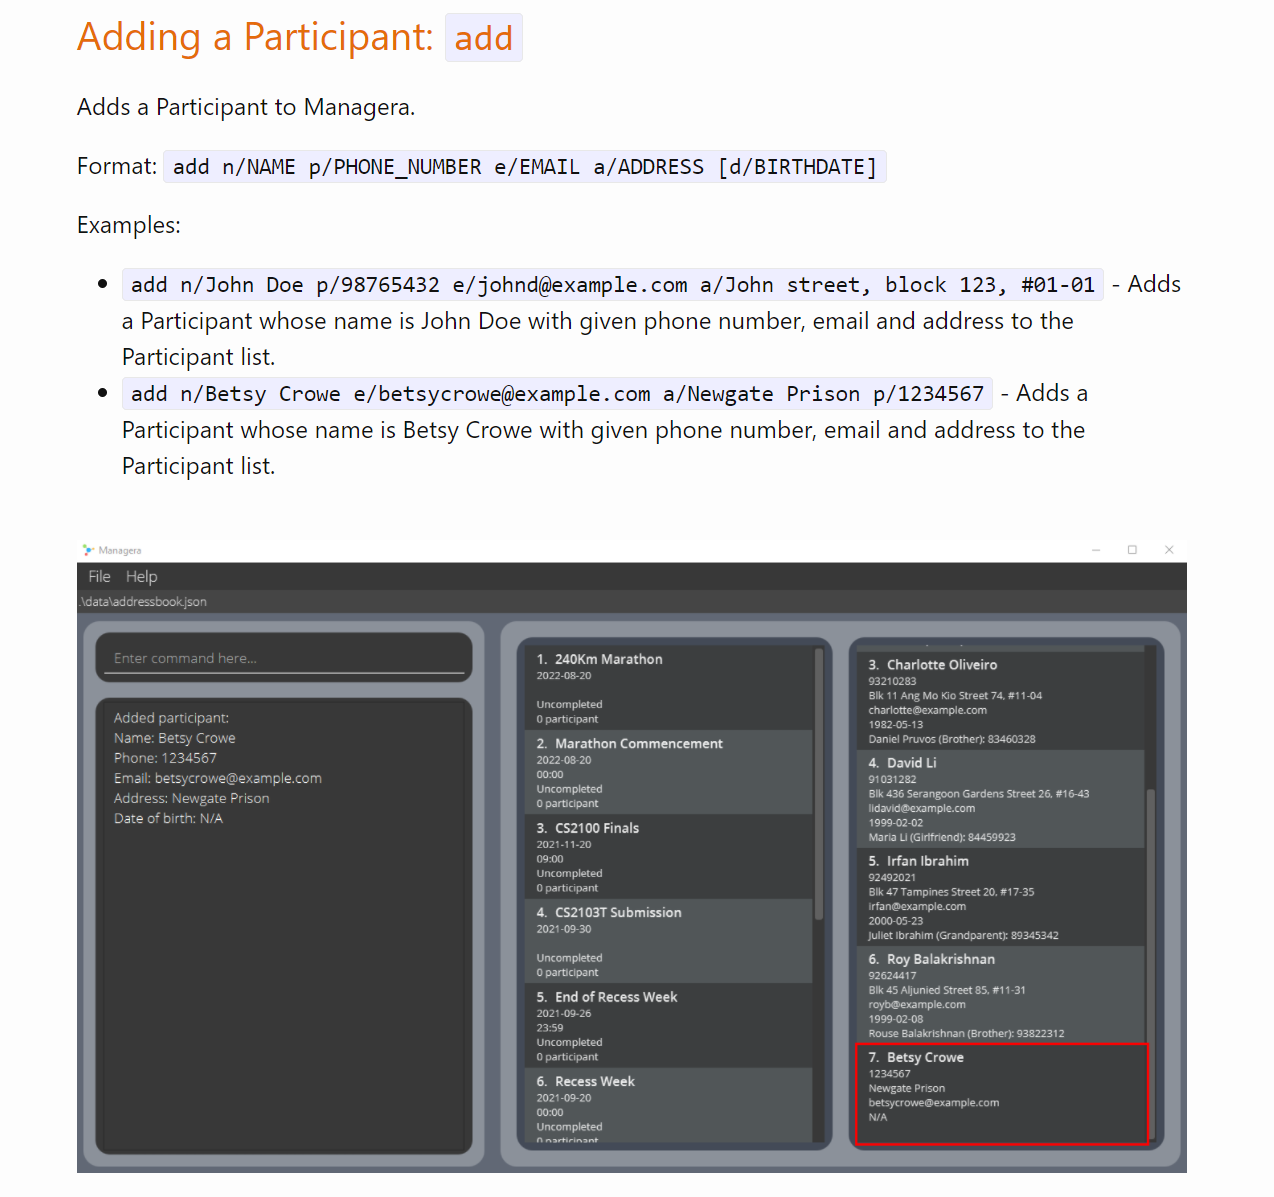 Adding a Participant: add
Adds a Participant to Managera.
Format: add n/NAME p/PHONE_NUMBER e/EMAIL a/ADDRESS [d/BIRTHDATE]
Examples:
add n/John Doe p/98765432 e/johnd@example.com a/John street, block 123, #01-01 - Adds
a Participant whose name is John Doe with given phone number, email and address to the
Participant list.
add n/Betsy Crowe e/betsycrowe@example.com a/Newgate Prison p/1234567 - Adds a
Participant whose name is Betsy Crowe with given phone number, email and address to the
Participant list.
Managera
File Help
.\data\addressbook.json
Enter command here...
Added participant:
Name: Betsy Crowe
Phone: 1234567
Email: betsycrowe@example.com
Address: Newgate Prison
Date of birth: N/A
1. 240Km Marathon
2022-08-20
Uncompleted
0 participant
2. Marathon Commencement
2022-08-20
00:00
Uncompleted
0 participant
3. CS2100 Finals
2021-11-20
09:00
Uncompleted
0 participant
4. CS2103T Submission
2021-09-30
Uncompleted
0 participant
5. End of Recess Week
2021-09-26
23:59
Uncompleted
0 participant
6. Recess Week
2021-09-20
00:00
Uncompleted
0 participant
3. Charlotte Oliveiro
93210283
Blk 11 Ang Mo Kio Street 74, #11-04
charlotte@example.com
1982-05-13
Daniel Pruvos (Brother): 83460328
4. David Li
91031282
Blk 436 Serangoon Gardens Street 26, #16-43
lidavid@example.com
1999-02-02
Maria Li (Girlfriend): 84459923
5. Irfan Ibrahim
92492021
Blk 47 Tampines Street 20, #17-35
irfan@example.com
2000-05-23
Juliet Ibrahim (Grandparent): 89345342
6. Roy Balakrishnan
92624417
Blk 45 Aljunied Street 85, #11-31
royb@example.com
1999-02-08
Rouse Balakrishnan (Brother): 93822312
7. Betsy Crowe
1234567
Newgate Prison
betsycrowe@example.com
N/A